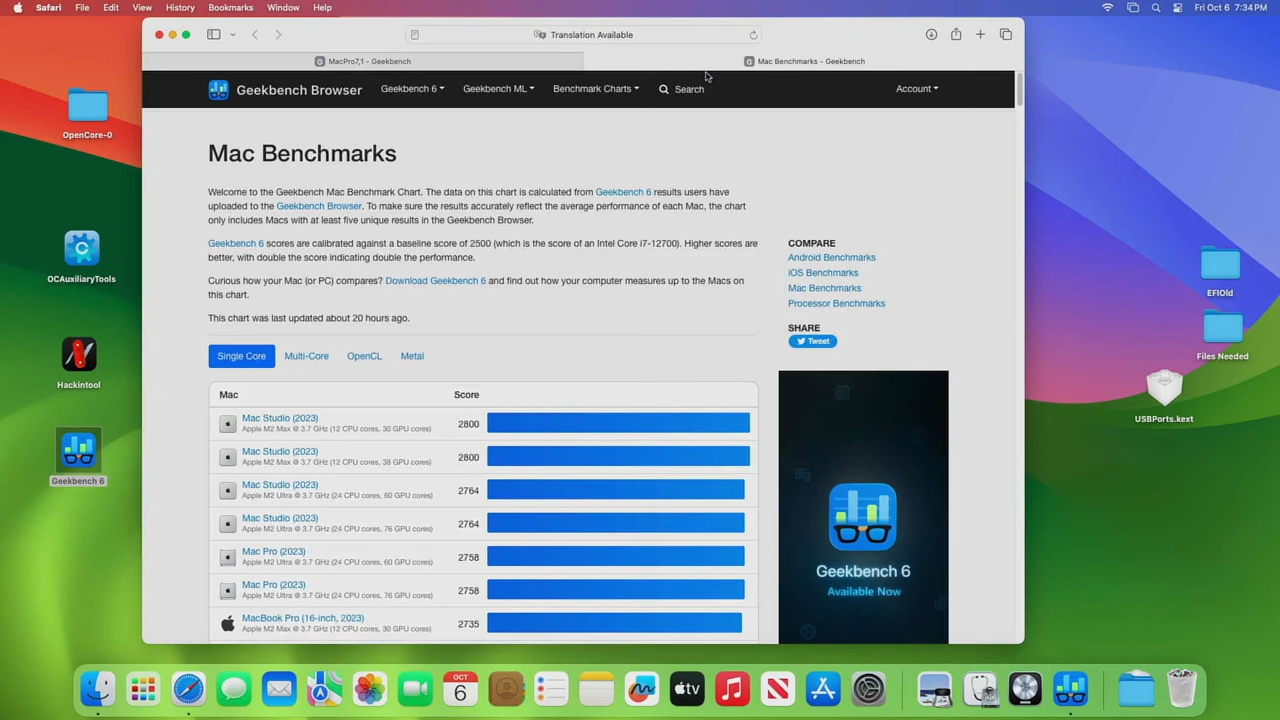 Safari File Edit View History Bookmarks Window Help
Fri Oct 6 7:34 PM
Translation Available
MacPro7,1 - Geekbench
Mac Benchmarks - Geekbench
Geekbench Browser
Geekbench 6
Geekbench ML
Benchmark Charts
Search
Account
Mac Benchmarks
Welcome to the Geekbench Mac Benchmark Chart. The data on this chart is calculated from Geekbench 6 results users have
uploaded to the Geekbench Browser. To make sure the results accurately reflect the average performance of each Mac, the chart
only includes Macs with at least five unique results in the Geekbench Browser.
Geekbench 6 scores are calibrated against a baseline score of 2500 (which is the score of an Intel Core i7-12700). Higher scores are
better, with double the score indicating double the performance.
Curious how your Mac (or PC) compares? Download Geekbench 6 and find out how your computer measures up to the Macs on
this chart.
This chart was last updated about 20 hours ago.
Single Core
Multi-Core
OpenCL
Metal
Mac
Score
Mac Studio (2023)
Apple M2 Max @ 3.7 GHz (12 CPU cores, 30 GPU cores)
2800
Mac Studio (2023)
Apple M2 Max @ 3.7 GHz (12 CPU cores, 38 GPU cores)
2800
Mac Studio (2023)
Apple M2 Ultra @ 3.7 GHz (24 CPU cores, 60 GPU cores)
2764
Mac Studio (2023)
Apple M2 Ultra @ 3.7 GHz (24 CPU cores, 76 GPU cores)
2764
Mac Pro (2023)
Apple M2 Ultra @ 3.7 GHz (24 CPU cores, 60 GPU cores)
2758
Mac Pro (2023)
Apple M2 Ultra @ 3.7 GHz (24 CPU cores, 76 GPU cores)
2758
MacBook Pro (16-inch, 2023)
Apple M2 Max @ 3.7 GHz (12 CPU cores, 30 GPU cores)
2735
COMPARE
Android Benchmarks
iOS Benchmarks
Mac Benchmarks
Processor Benchmarks
SHARE
Tweet
Geekbench 6
Available Now
OpenCore-0
OCAuxiliaryTools
Hackintool
Geekbench 6
EFIOld
Files Needed
USBPorts.kext
OCT
6
tv